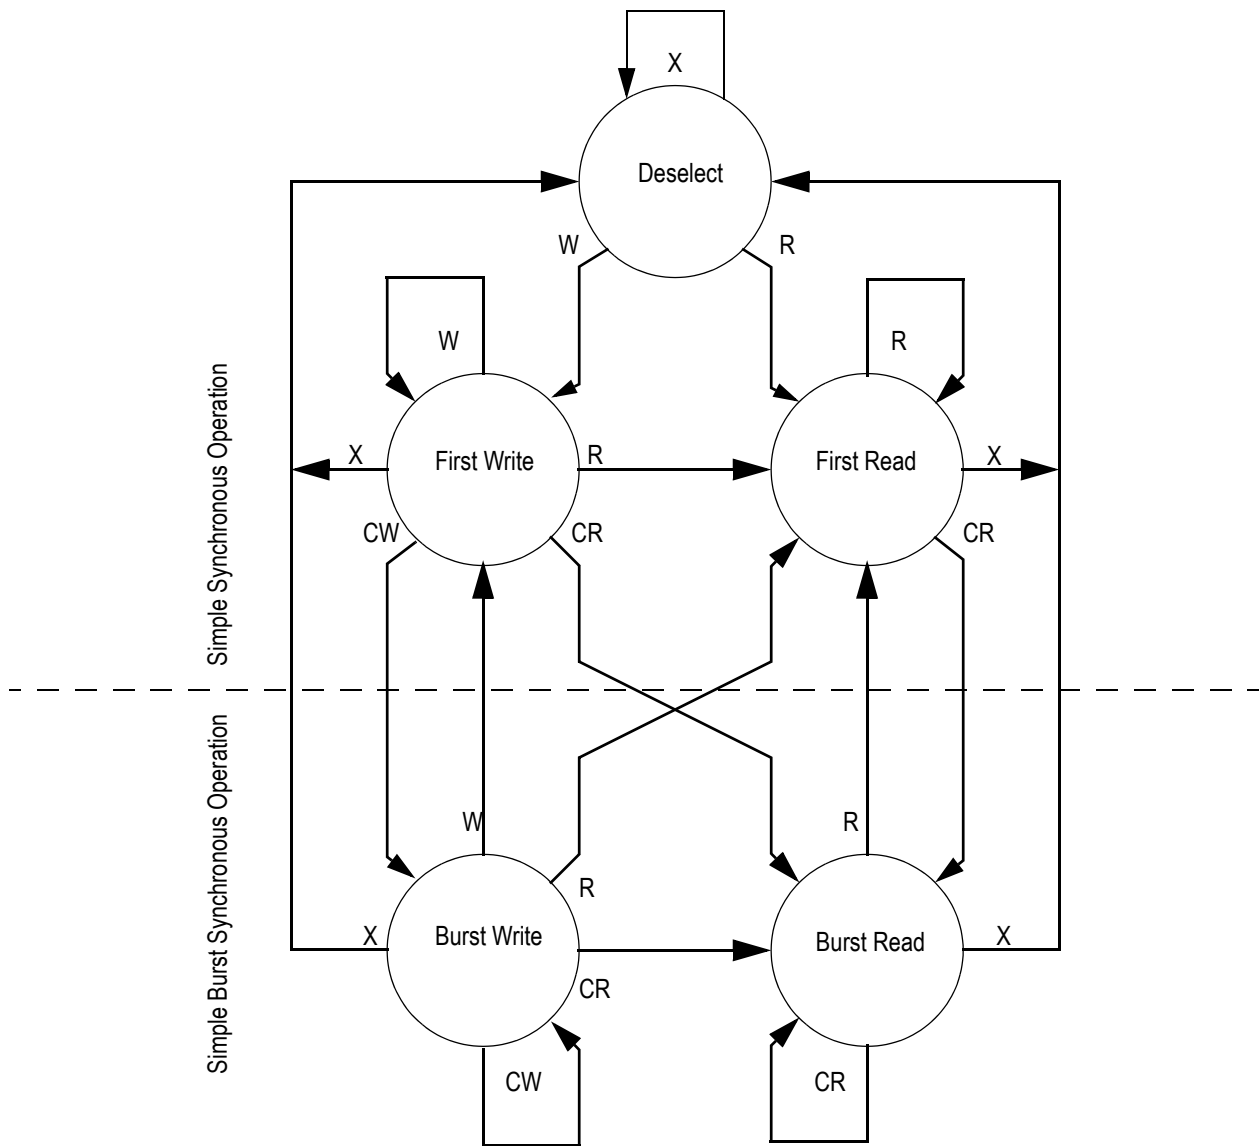 X
Deselect
W
R
W
R
Simple Synchronous Operation
First Write
First Read
X
R
X
CW
CR
CR
Simple Burst Synchronous Operation
W
R
R
X
Burst Write
Burst Read
X
CR
CW
CR